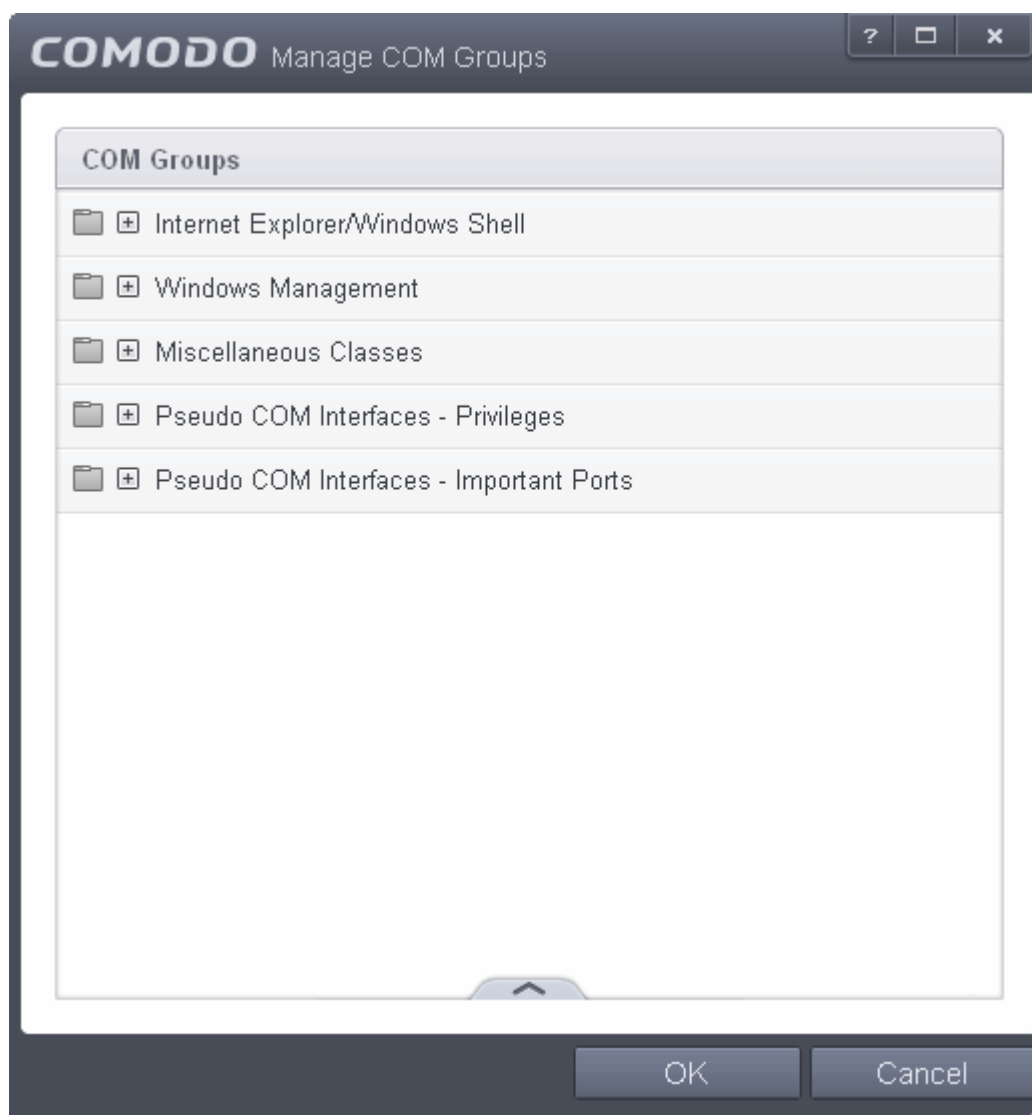 COMODO Manage COM Groups
?
COM Groups
Internet Explorer/Windows Shell
Windows Management
Miscellaneous Classes
Pseudo COM Interfaces - Privileges
Pseudo COM Interfaces - Important Ports
OK
Cancel